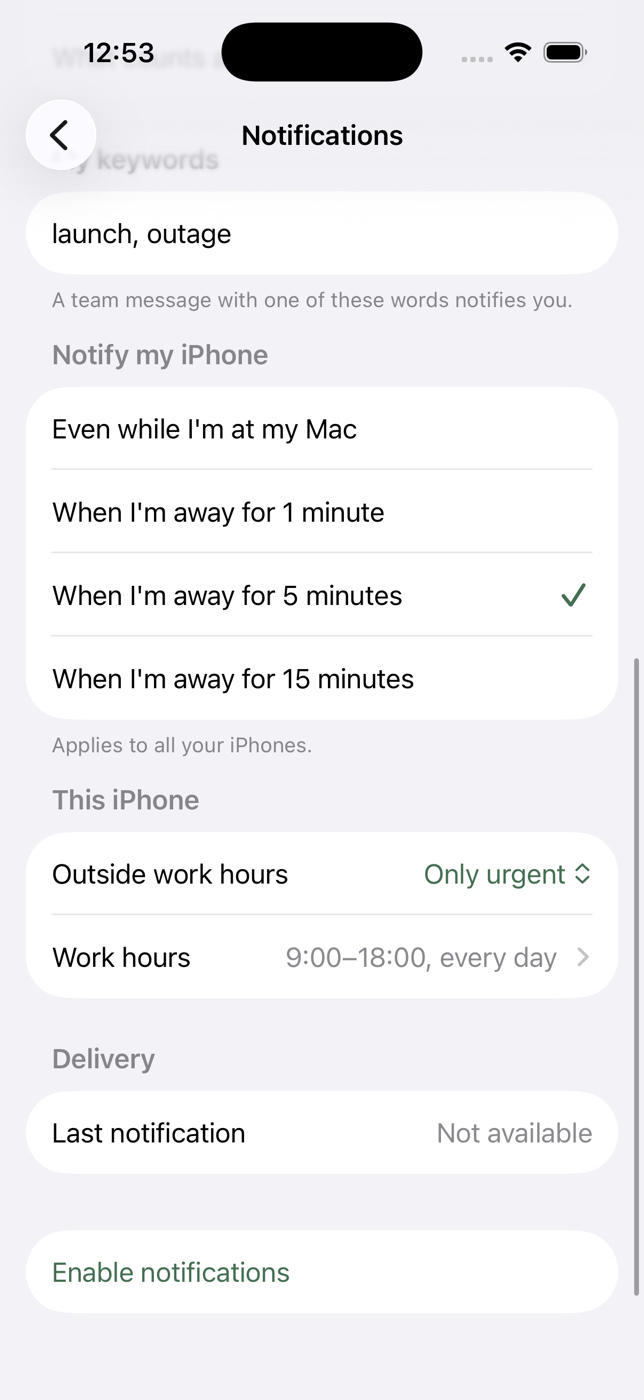 12:53
Notifications
keywords
launch, outage
A team message with one of these words notifies you.
Notify my iPhone
Even while I'm at my Mac
When I'm away for 1 minute
When I'm away for 5 minutes
When I'm away for 15 minutes
Applies to all your iPhones.
This iPhone
Outside work hours Only urgent
Work hours 9:00–18:00, every day
Delivery
Last notification Not available
Enable notifications